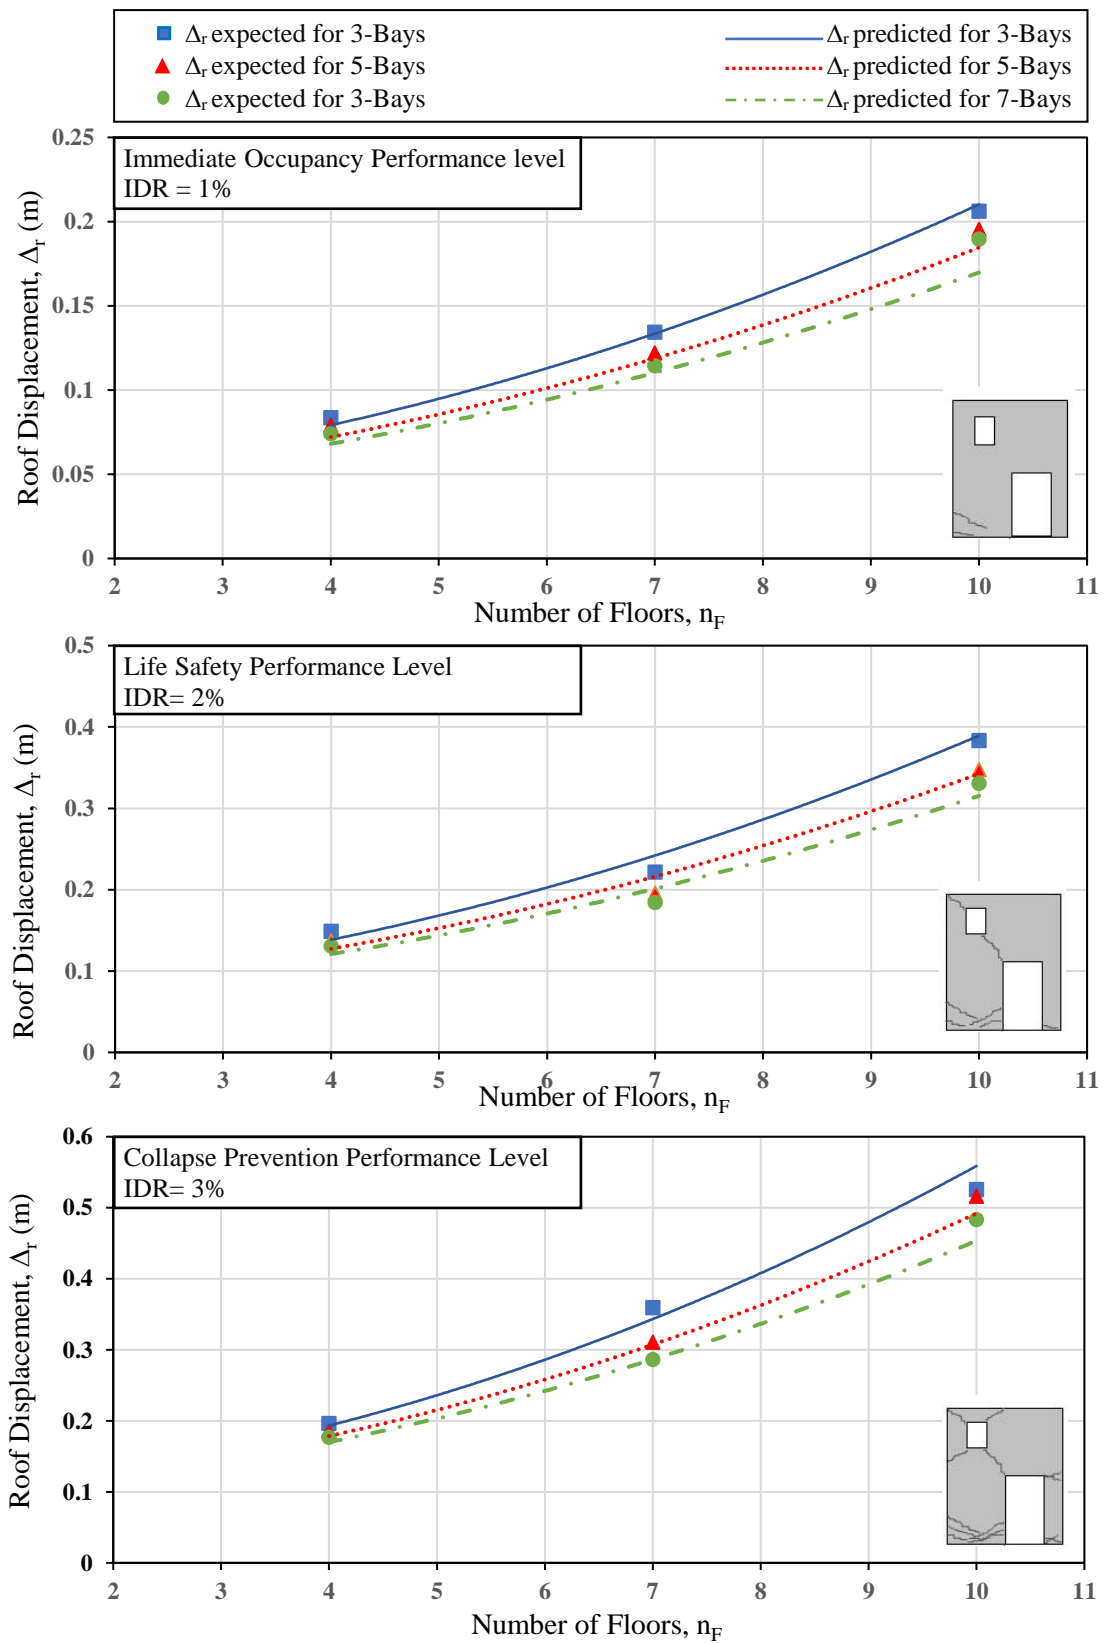 Δr expected for 3-Bays
Δr predicted for 3-Bays
Δr expected for 5-Bays
Δr predicted for 5-Bays
Δr expected for 3-Bays
Δr predicted for 7-Bays
Immediate Occupancy Performance level
IDR = 1%
Roof Displacement, Δr (m)
0.25
0.2
0.15
0.1
0.05
0
2 3 4 5 6 7 8 9 10 11
Number of Floors, nF
Life Safety Performance Level
IDR= 2%
Roof Displacement, Δr (m)
0.5
0.4
0.3
0.2
0.1
0
2 3 4 5 6 7 8 9 10 11
Number of Floors, nF
Collapse Prevention Performance Level
IDR= 3%
Roof Displacement, Δr (m)
0.6
0.5
0.4
0.3
0.2
0.1
0
2 3 4 5 6 7 8 9 10 11
Number of Floors, nF